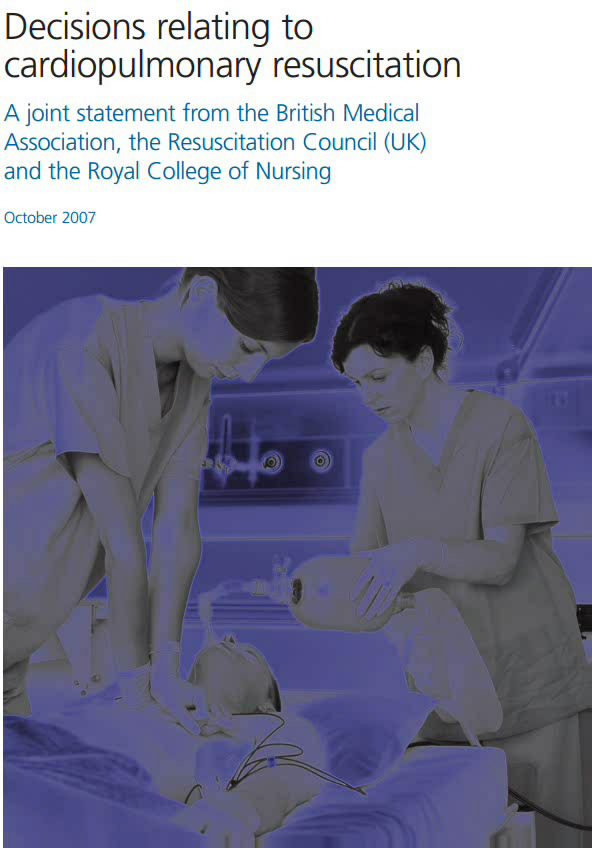 Decisions relating to
cardiopulmonary resuscitation
A joint statement from the British Medical
Association, the Resuscitation Council (UK)
and the Royal College of Nursing
October 2007